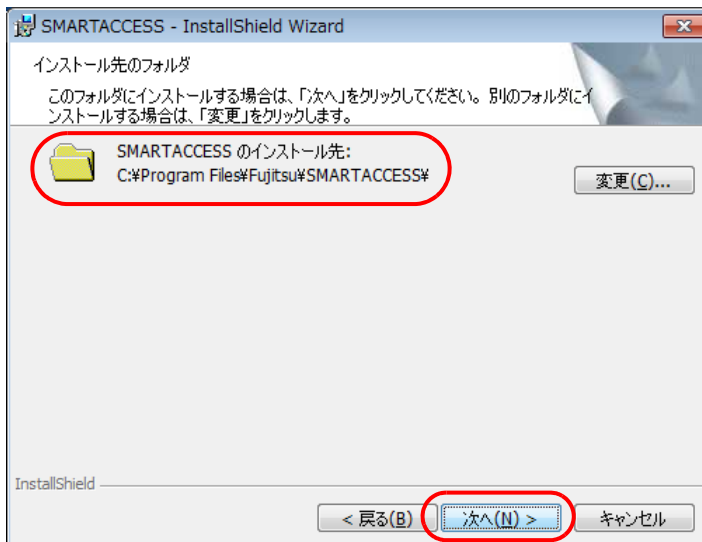 SMARTACCESS - InstallShield Wizard
インストール先のフォルダ
このフォルダにインストールする場合は、「次へ」をクリックしてください。別のフォルダにイ
ンストールする場合は、「変更」をクリックします。
SMARTACCESS のインストール先:
C:¥Program Files¥Fujitsu¥SMARTACCESS¥
変更(C)...
InstallShield
< 戻る(B)
次へ(N) >
キャンセル